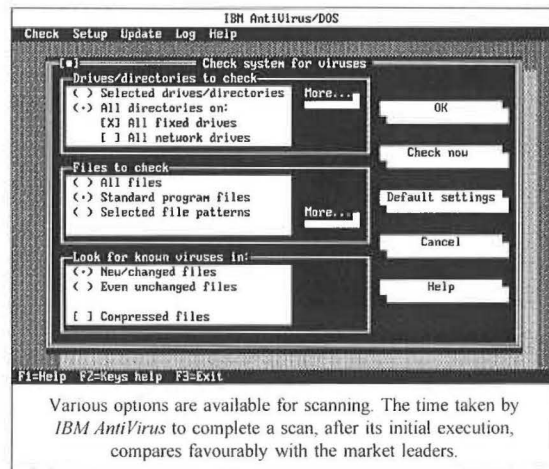 IBM AntiVirus/DOS
Check Setup Update Log Help
[■] Check system for viruses
Drives/directories to check
( ) Selected drives/directories More...
(·) All directories on:
[X] All fixed drives
[ ] All network drives
Files to check
( ) All files
(·) Standard program files
( ) Selected file patterns More...
Look for known viruses in:
(·) New/changed files
( ) Even unchanged files
[ ] Compressed files
OK
Check now
Default settings
Cancel
Help
F1=Help F2=Keys help F3=Exit
Various options are available for scanning. The time taken by
IBM AntiVirus to complete a scan, after its initial execution,
compares favourably with the market leaders.